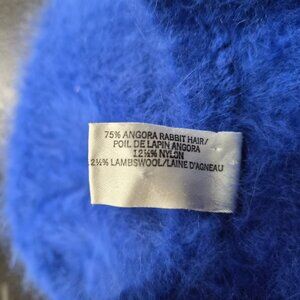 75% ANGORA RABBIT HAIR/
POIL DE LAPIN ANGORA
12½% NYLON
12½% LAMBSWOOL/LAINE D'AGNEAU